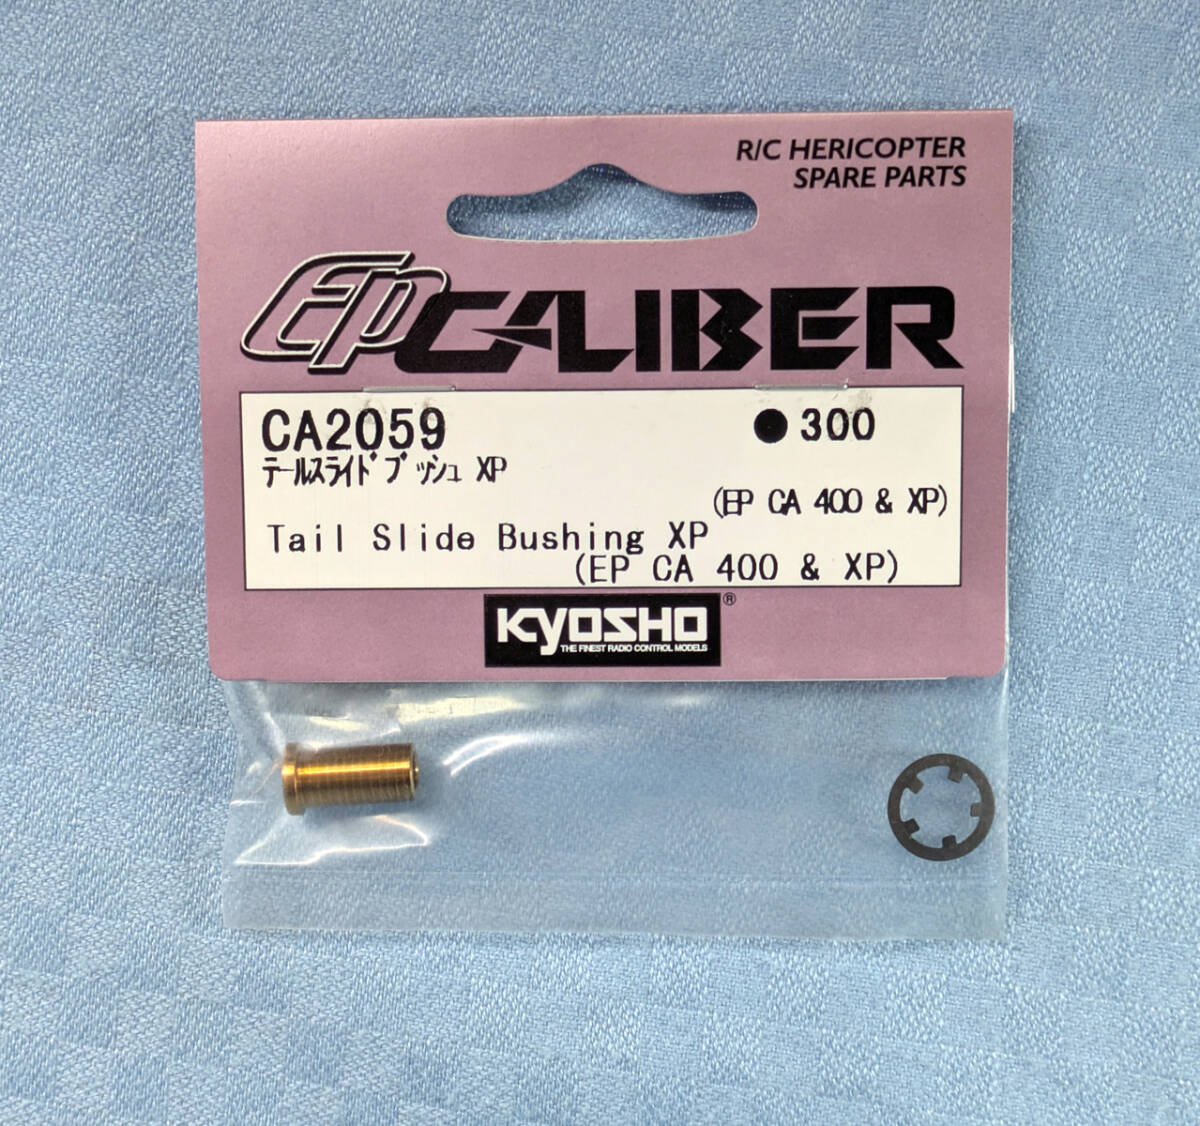 R/C HERICOPTER
SPARE PARTS
EP CALIBER
CA2059 ● 300
テールスライドブッシュ XP
(EP CA 400 & XP)
Tail Slide Bushing XP
(EP CA 400 & XP)
KYOSHO®
THE FINEST RADIO CONTROL MODELS